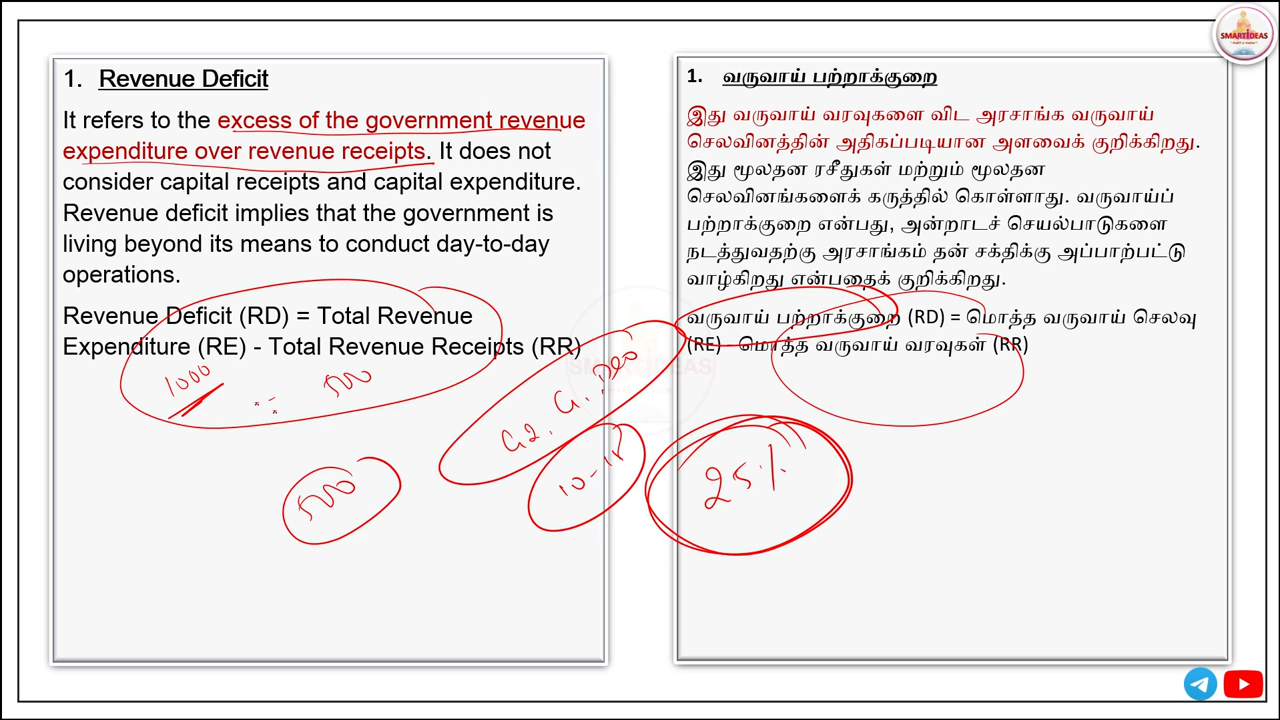 SMARTIDEAS
1. Revenue Deficit
It refers to the excess of the government revenue
expenditure over revenue receipts. It does not
consider capital receipts and capital expenditure.
Revenue deficit implies that the government is
living beyond its means to conduct day-to-day
operations.
Revenue Deficit (RD) = Total Revenue
Expenditure (RE) - Total Revenue Receipts (RR)
1000
500
500
G2, G1,
10-15
1. வருவாய் பற்றாக்குறை
இது வருவாய் வரவுகளை விட அரசாங்க வருவாய்
செலவினத்தின் அதிகப்படியான அளவைக் குறிக்கிறது.
இது மூலதன ரசீதுகள் மற்றும் மூலதன
செலவினங்களைக் கருத்தில் கொள்ளாது. வருவாய்ப்
பற்றாக்குறை என்பது, அன்றாடச் செயல்பாடுகளை
நடத்துவதற்கு அரசாங்கம் தன் சக்திக்கு அப்பாற்பட்டு
வாழ்கிறது என்பதைக் குறிக்கிறது.
வருவாய் பற்றாக்குறை (RD) = மொத்த வருவாய் செலவு
(RE) - மொத்த வருவாய் வரவுகள் (RR)
25%